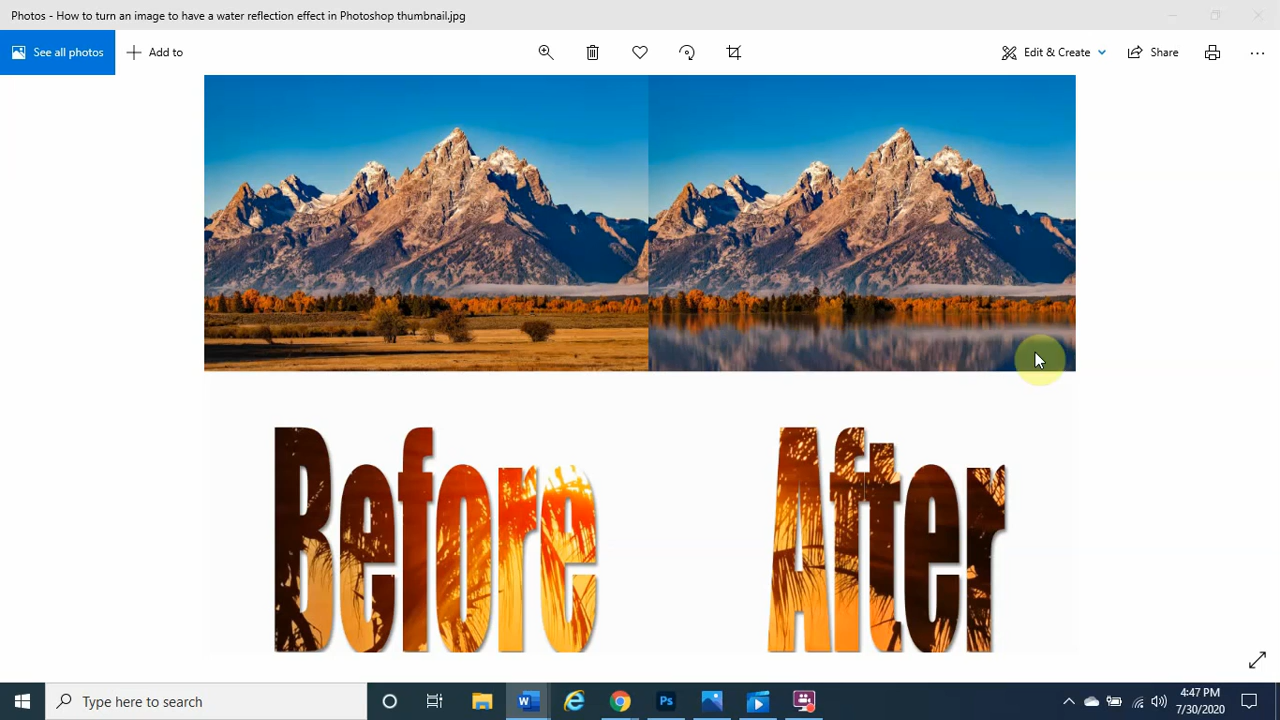 Photos - How to turn an image to have a water reflection effect in Photoshop thumbnail.jpg
See all photos
Add to
Edit & Create
Share
Before
After
Type here to search
W
Ps
4:47 PM
7/30/2020